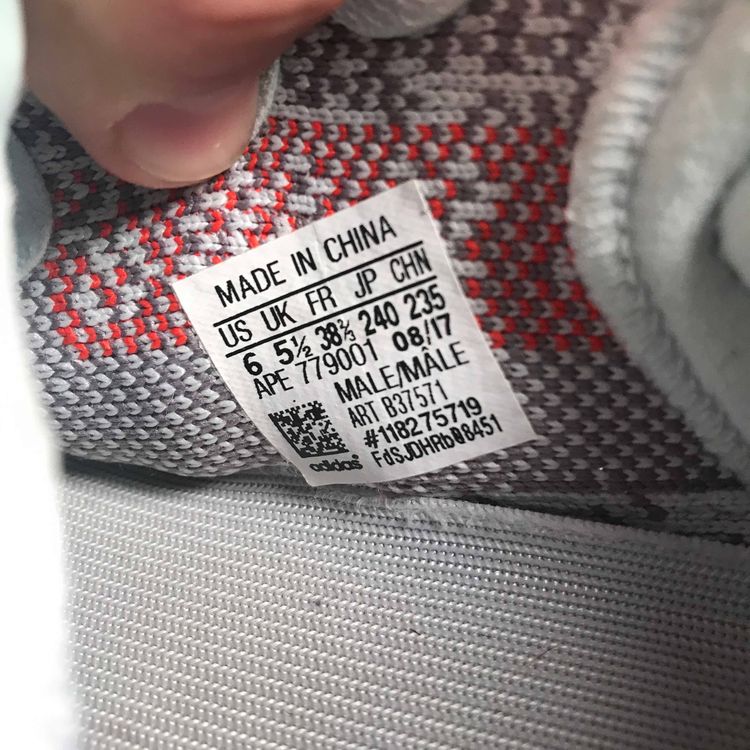 MADE IN CHINA
US UK FR JP CHN
6 5½ 38⅔ 240 235
APE 779001 08/17
MALE/MÂLE
ART B37571
#118275719
FdSJDHRb08451
adidas